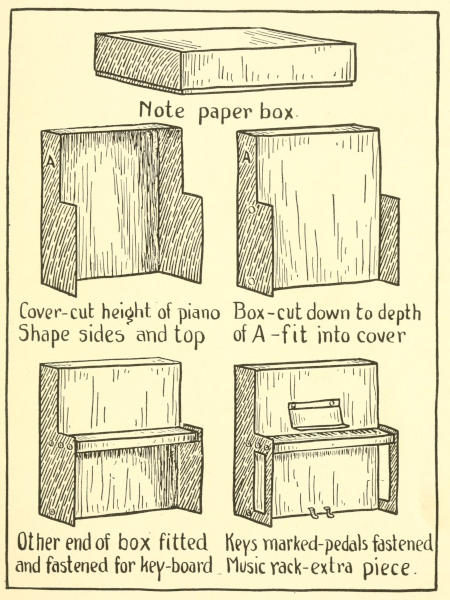 Note paper box.
A
A
Cover-cut height of piano
Shape sides and top
Box-cut down to depth
of A-fit into cover
Other end of box fitted
and fastened for key-board
Keys marked-pedals fastened
Music rack-extra piece.